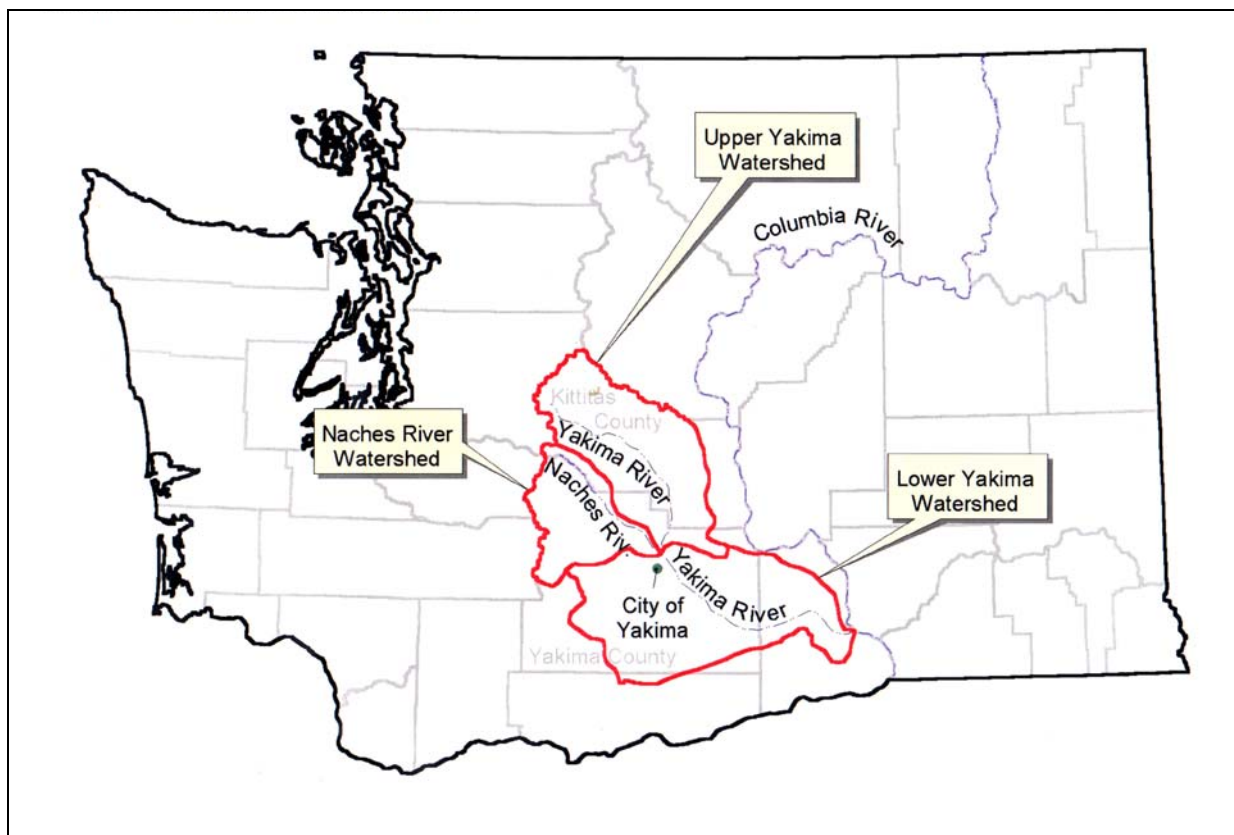 Upper Yakima
Watershed
Columbia River
Kittitas
County
Naches River
Watershed
Yakima River
Naches Riv.
Lower Yakima
Watershed
Yakima River
City of
Yakima
Yakima County